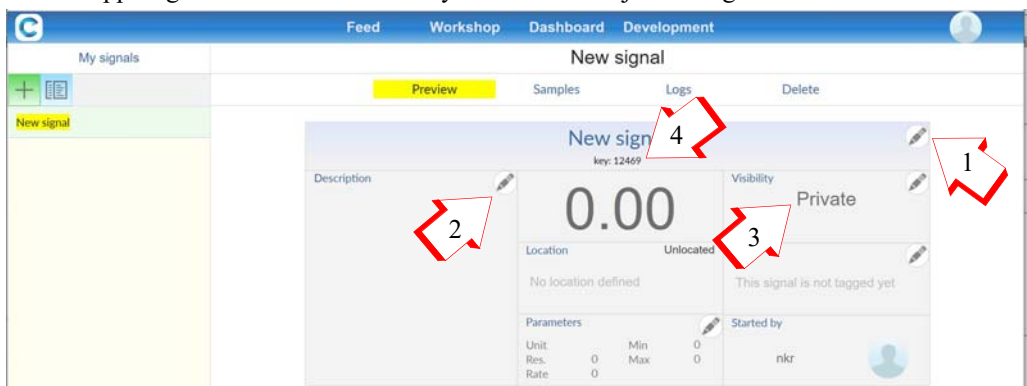 Feed Workshop Dashboard Development
My signals
New signal
Preview Samples Logs Delete
New signal
New sign
4
key: 12469
1
Description
2
0.00
Visibility
Private
3
Location Unlocated
No location defined
This signal is not tagged yet
Parameters
Unit Min 0
Res. 0 Max 0
Rate 0
Started by
nkr